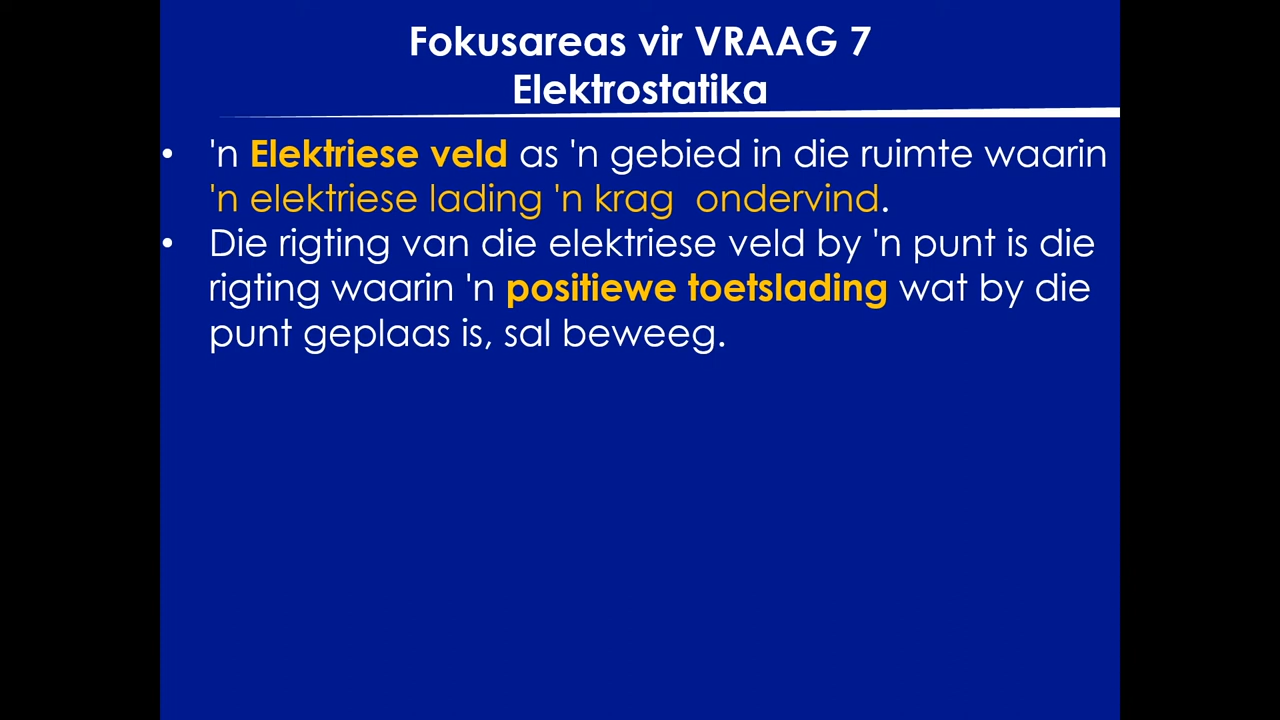 Fokusareas vir VRAAG 7
Elektrostatika
• 'n Elektriese veld as 'n gebied in die ruimte waarin
'n elektriese lading 'n krag ondervind.
• Die rigting van die elektriese veld by 'n punt is die
rigting waarin 'n positiewe toetslading wat by die
punt geplaas is, sal beweeg.